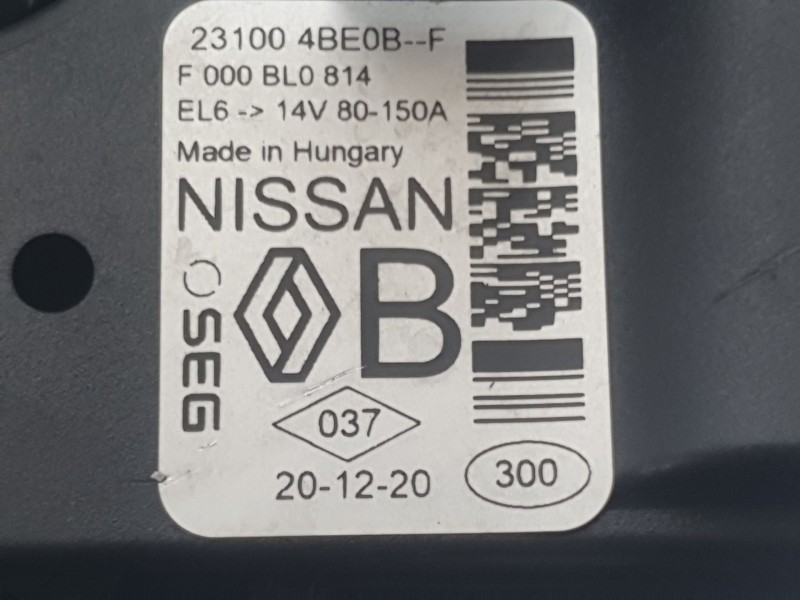 23100 4BE0B--F
F 000 BL0 814
EL6 -> 14V 80-150A
Made in Hungary
NISSAN
SEG
B
037
20-12-20
300